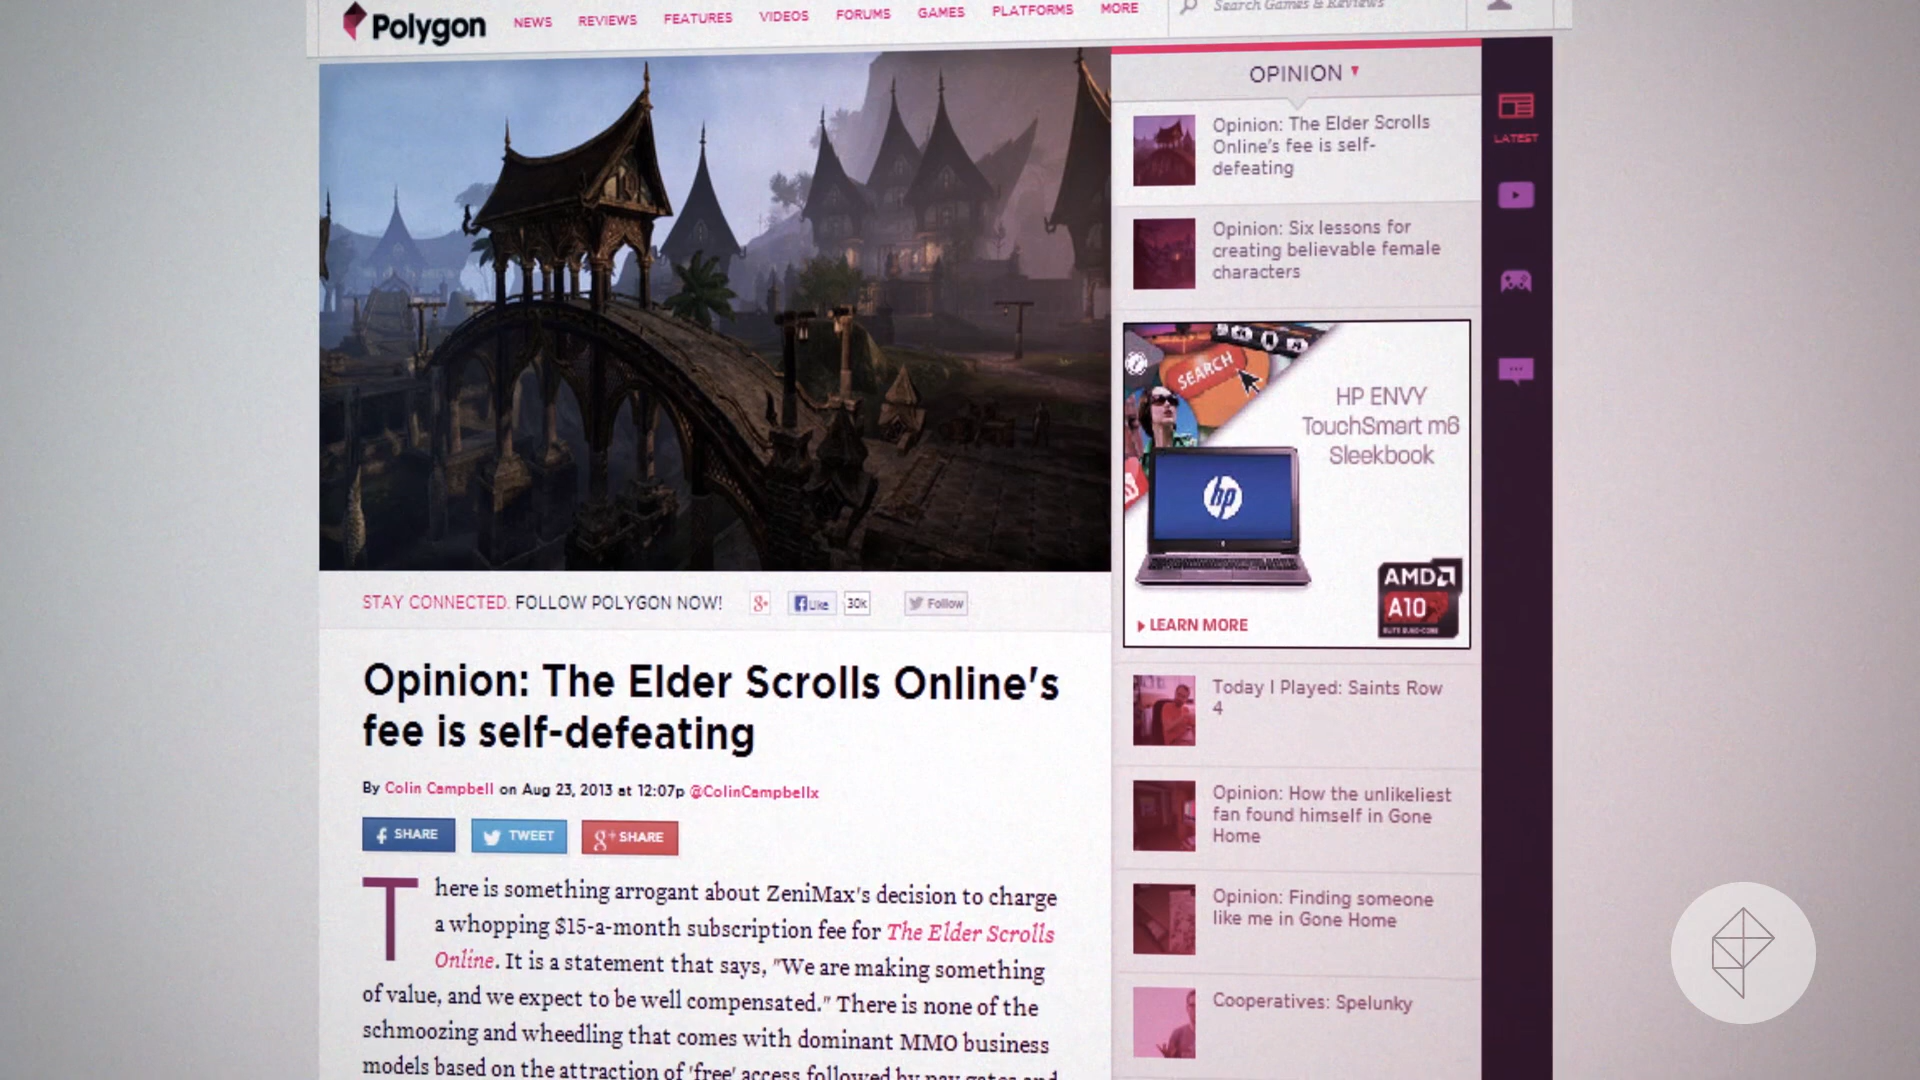 Polygon
NEWS REVIEWS FEATURES VIDEOS FORUMS GAMES PLATFORMS MORE
Search Games & Reviews
STAY CONNECTED. FOLLOW POLYGON NOW!
g+ Like 30k Follow
Opinion: The Elder Scrolls Online's
fee is self-defeating
By Colin Campbell on Aug 23, 2013 at 12:07p @ColinCampbellx
SHARE TWEET g+ SHARE
There is something arrogant about ZeniMax's decision to charge
a whopping $15-a-month subscription fee for The Elder Scrolls
Online. It is a statement that says, "We are making something
of value, and we expect to be well compensated." There is none of the
schmoozing and wheedling that comes with dominant MMO business
models based on the attraction of 'free' access followed by pay gates and
OPINION
Opinion: The Elder Scrolls
Online's fee is self-
defeating
Opinion: Six lessons for
creating believable female
characters
SEARCH
HP ENVY
TouchSmart m6
Sleekbook
hp
AMD
A10
ELITE QUAD-CORE
LEARN MORE
Today I Played: Saints Row
4
Opinion: How the unlikeliest
fan found himself in Gone
Home
Opinion: Finding someone
like me in Gone Home
Cooperatives: Spelunky
LATEST